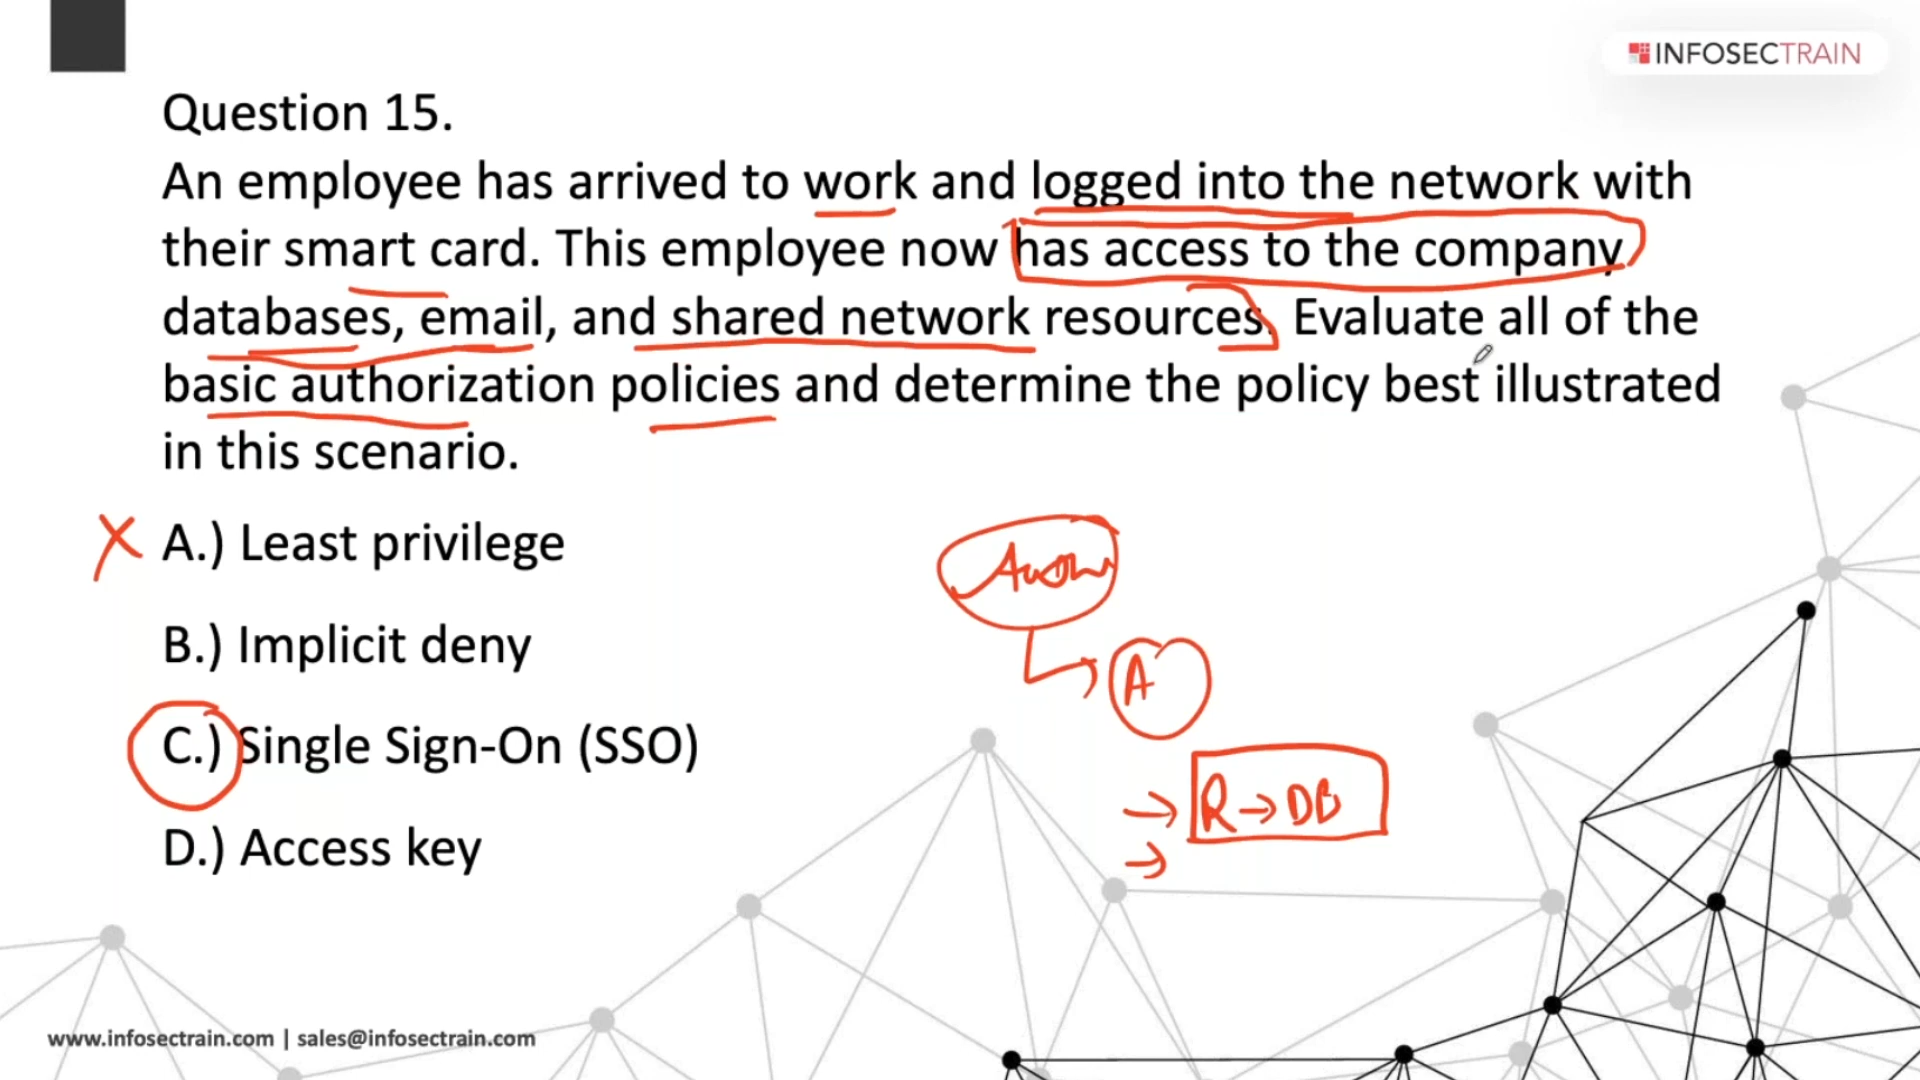 INFOSECTRAIN
Question 15.
An employee has arrived to work and logged into the network with
their smart card. This employee now has access to the company
databases, email, and shared network resources. Evaluate all of the
basic authorization policies and determine the policy best illustrated
in this scenario.
A.) Least privilege
B.) Implicit deny
C.) Single Sign-On (SSO)
D.) Access key
A
R → DB
www.infosectrain.com | sales@infosectrain.com